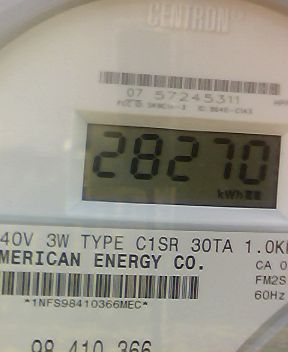 CENTRON
07 57245311
28270
kWh
40V 3W TYPE C1SR 30TA 1.0K
MERICAN ENERGY CO.
CA 0
FM2S
60Hz
*1NFS98410366MEC*
98 410 366